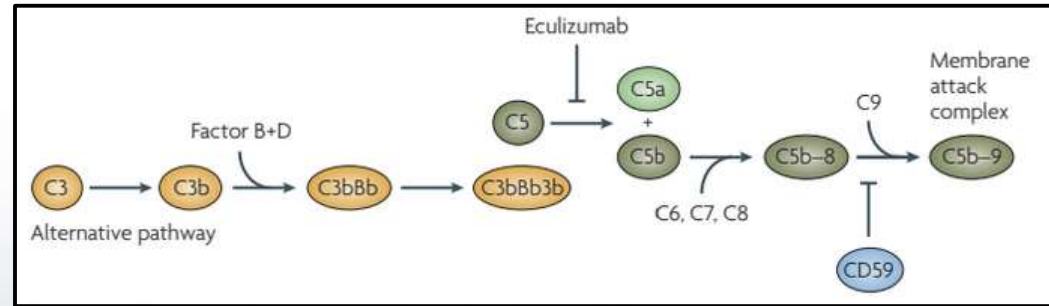 Eculizumab
C5a
+
C5
C5b
Factor B+D
C3
C3b
C3bBb
C3bBb3b
Alternative pathway
C6, C7, C8
C5b–8
C9
Membrane
attack
complex
C5b–9
CD59